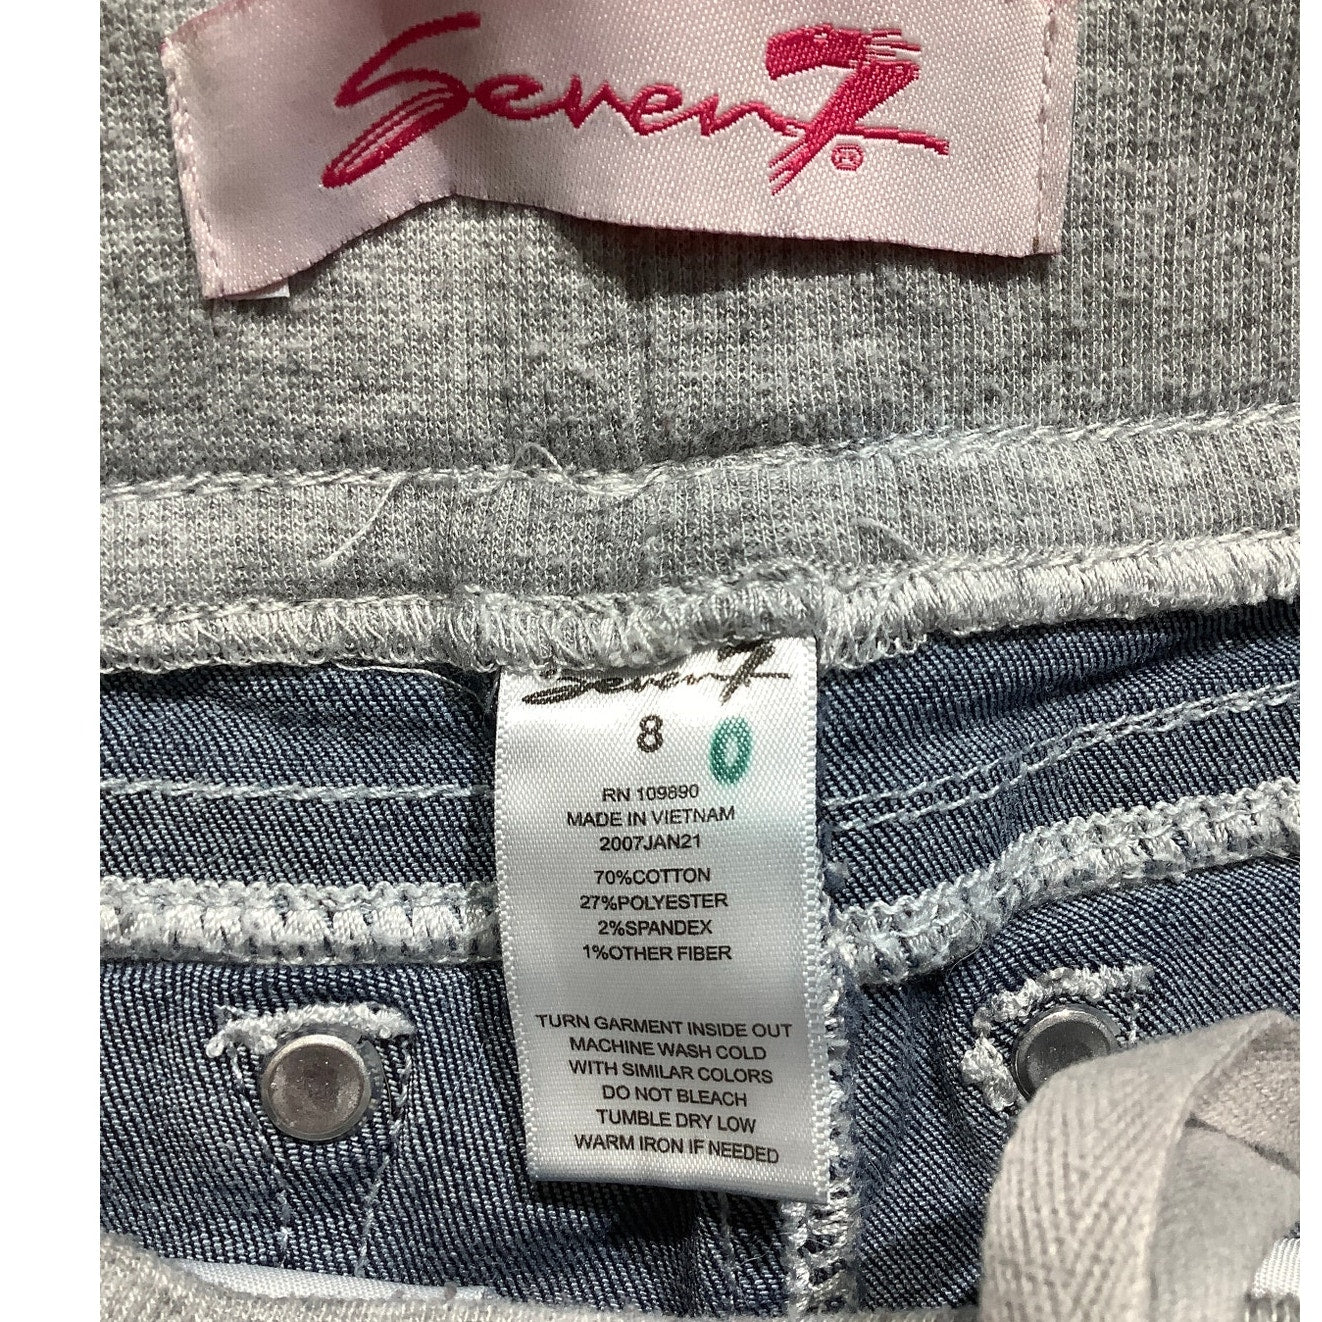 Seven7 ®
Seven7
8 0
RN 109890
MADE IN VIETNAM
2007JAN21
70%COTTON
27%POLYESTER
2%SPANDEX
1%OTHER FIBER
TURN GARMENT INSIDE OUT
MACHINE WASH COLD
WITH SIMILAR COLORS
DO NOT BLEACH
TUMBLE DRY LOW
WARM IRON IF NEEDED